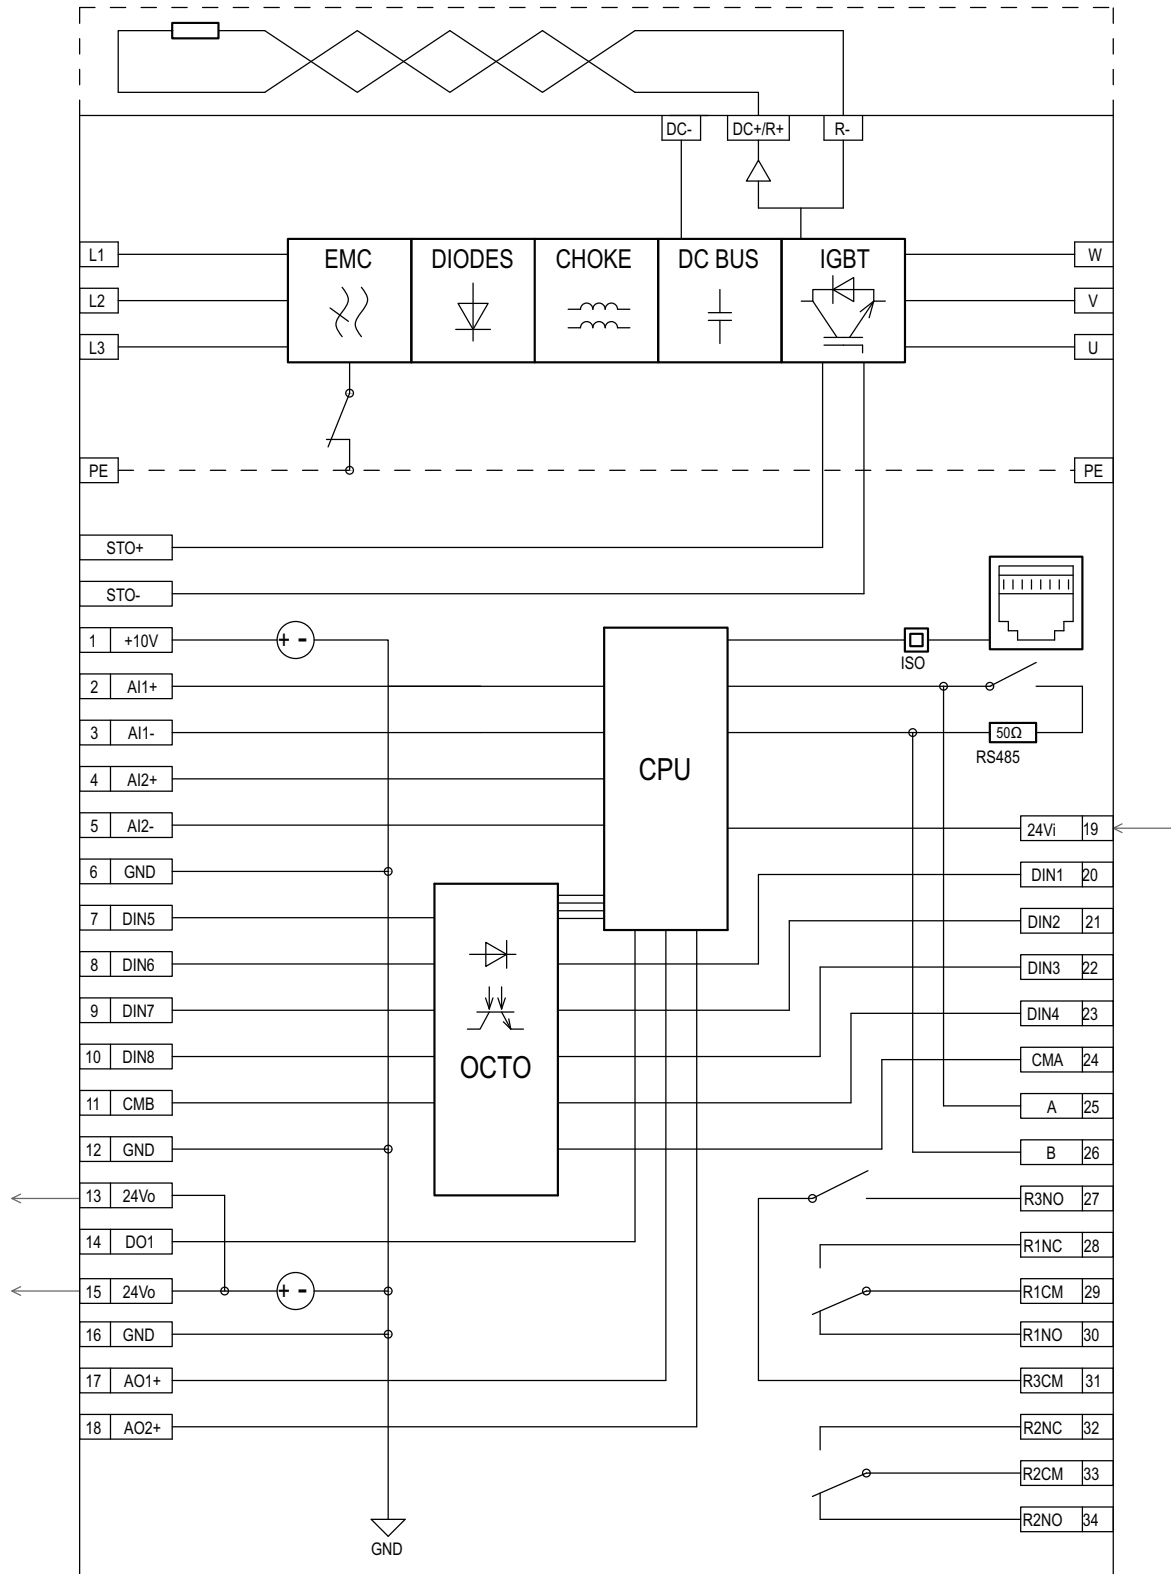 DC- DC+/R+ R-
L1 EMC DIODES CHOKE DC BUS IGBT W
L2 V
L3 U
PE PE
STO+
STO-
1 +10V + -
ISO
2 AI1+
3 AI1- 50Ω
RS485
CPU
4 AI2+
5 AI2- 24Vi 19
6 GND DIN1 20
7 DIN5 DIN2 21
8 DIN6 DIN3 22
9 DIN7 DIN4 23
10 DIN8 OCTO CMA 24
11 CMB A 25
12 GND B 26
13 24Vo R3NO 27
14 DO1 R1NC 28
15 24Vo + - R1CM 29
16 GND R1NO 30
17 AO1+ R3CM 31
18 AO2+ R2NC 32
R2CM 33
R2NO 34
GND